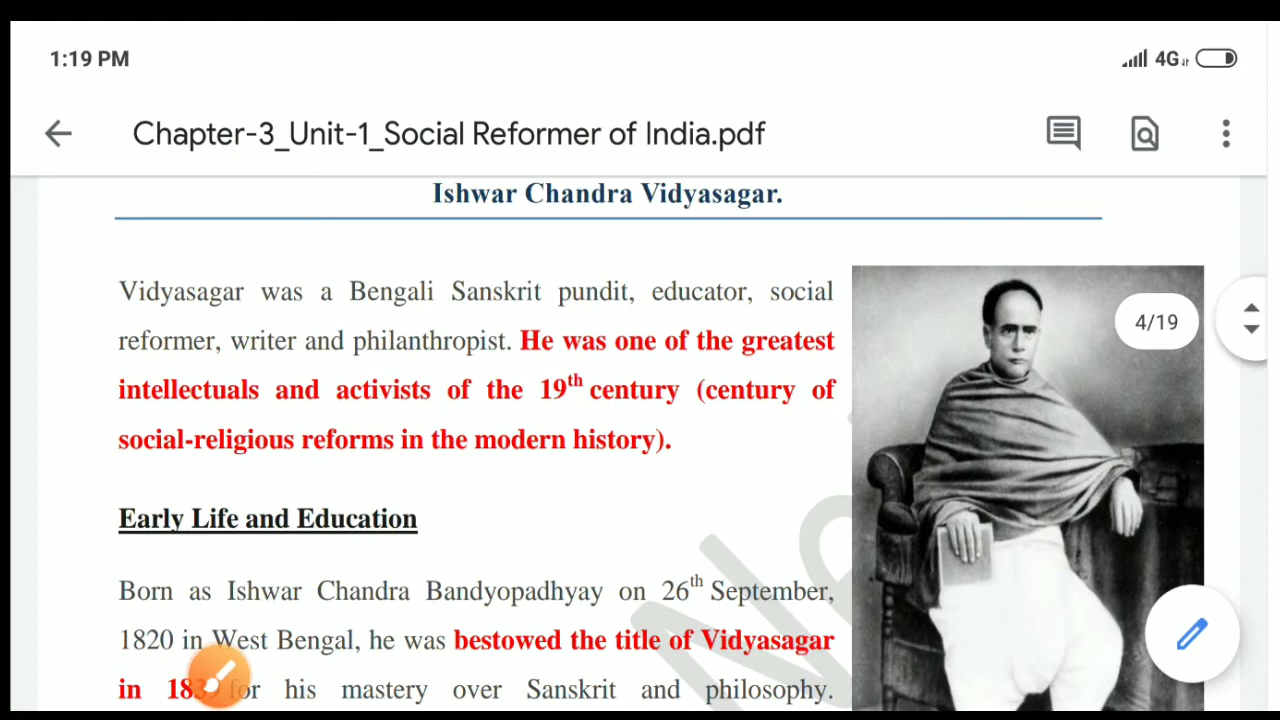 1:19 PM
4G
Chapter-3_Unit-1_Social Reformer of India.pdf
Ishwar Chandra Vidyasagar.
Vidyasagar was a Bengali Sanskrit pundit, educator, social
reformer, writer and philanthropist. He was one of the greatest
intellectuals and activists of the 19th century (century of
social-religious reforms in the modern history).
4/19
Early Life and Education
Born as Ishwar Chandra Bandyopadhyay on 26th September,
1820 in West Bengal, he was bestowed the title of Vidyasagar
in for his mastery over Sanskrit and philosophy.